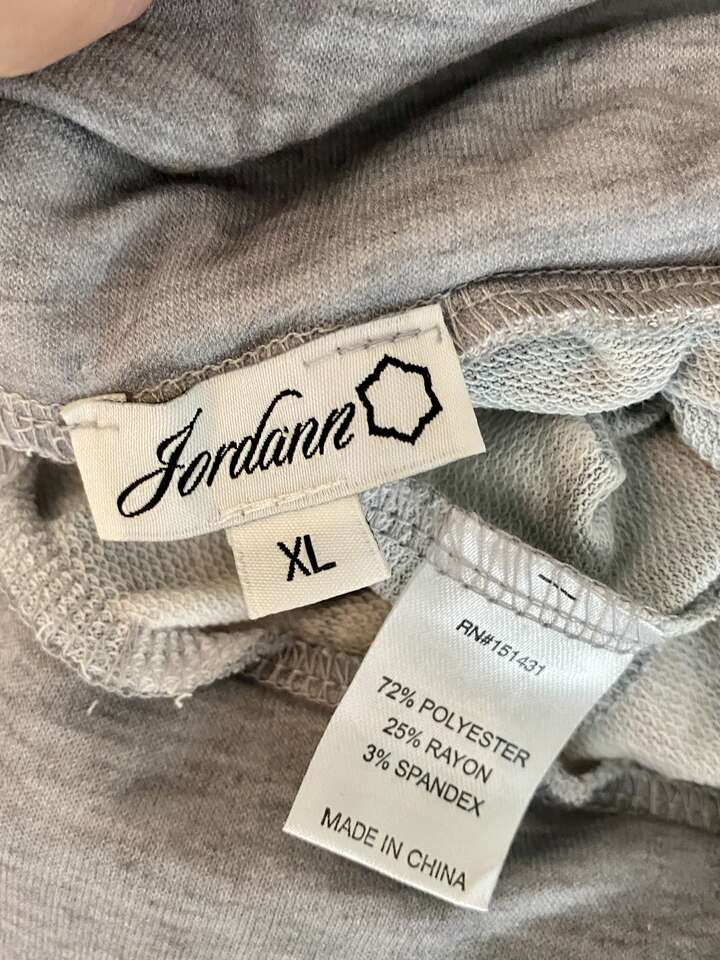 Jordann
XL
RN#151431
72% POLYESTER
25% RAYON
3% SPANDEX
MADE IN CHINA